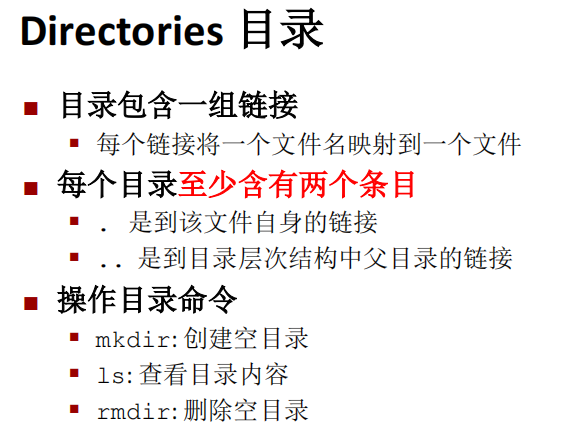 Directories 目录
目录包含一组链接
每个链接将一个文件名映射到一个文件
每个目录至少含有两个条目
. 是到该文件自身的链接
.. 是到目录层次结构中父目录的链接
操作目录命令
mkdir:创建空目录
ls:查看目录内容
rmdir:删除空目录